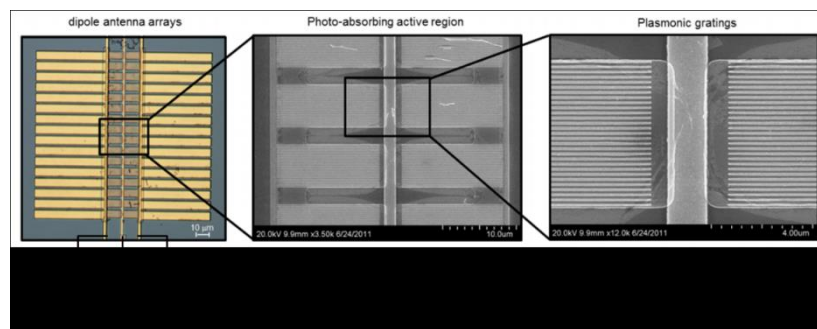 dipole antenna arrays
Photo-absorbing active region
Plasmonic gratings
10 μm
20.0kV 9.9mm x3.50k 6/24/2011
10.0um
20.0kV 9.9mm x12.0k 6/24/2011
4.00um